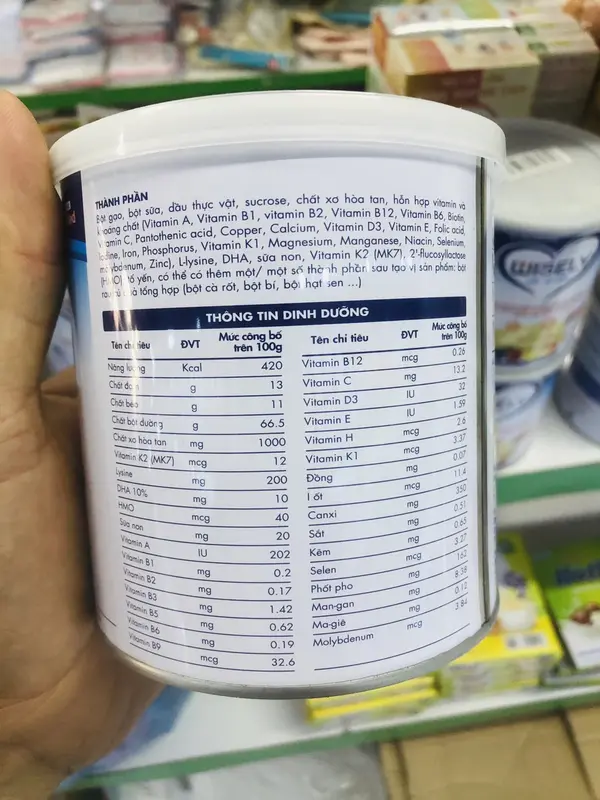 THÀNH PHẦN
Bột gạo, bột sữa, dầu thực vật, sucrose, chất xơ hòa tan, hỗn hợp vitamin và
khoáng chất (Vitamin A, Vitamin B1, vitamin B2, Vitamin B12, Vitamin B6, Biotin,
Vitamin C, Pantothenic acid, Copper, Calcium, Vitamin D3, Vitamin E, Folic acid,
Iodine, Iron, Phosphorus, Vitamin K1, Magnesium, Manganese, Niacin, Selenium,
molybdenum, Zinc), L-lysine, DHA, sữa non, Vitamin K2 (MK7), 2'-flucosyllactose
(HMO), tổ yến, có thể có thêm một/ một số thành phần sau tạo vị sản phẩm: bột
rau củ quả tổng hợp (bột cà rốt, bột bí, bột hạt sen ...)
THÔNG TIN DINH DƯỠNG
Tên chỉ tiêu ĐVT Mức công bố trên 100g
Năng lượng Kcal 420
Chất đạm g 13
Chất béo g 11
Chất bột đường g 66.5
Chất xơ hòa tan mg 1000
Vitamin K2 (MK7) mcg 12
Lysine mg 200
DHA 10% mg 10
HMO mcg 40
Sữa non mg 20
Vitamin A IU 202
Vitamin B1 mg 0.2
Vitamin B2 mg 0.17
Vitamin B3 mg 1.42
Vitamin B5 mg 0.62
Vitamin B6 mg 0.19
Vitamin B9 mcg 32.6
Tên chỉ tiêu ĐVT Mức công bố trên 100g
Vitamin B12 mcg 0.26
Vitamin C mg 13.2
Vitamin D3 IU 32
Vitamin E IU 1.59
Vitamin H mcg 2.6
Vitamin K1 mcg 3.37
Đồng mg 0.07
I ốt mcg 11.4
Canxi mg 350
Sắt mg 0.51
Kẽm mg 0.65
Selen mcg 3.27
Phốt pho mg 162
Man-gan mcg 8.38
Ma-giê mg 0.12
Molybdenum mcg 3.84
WISELY